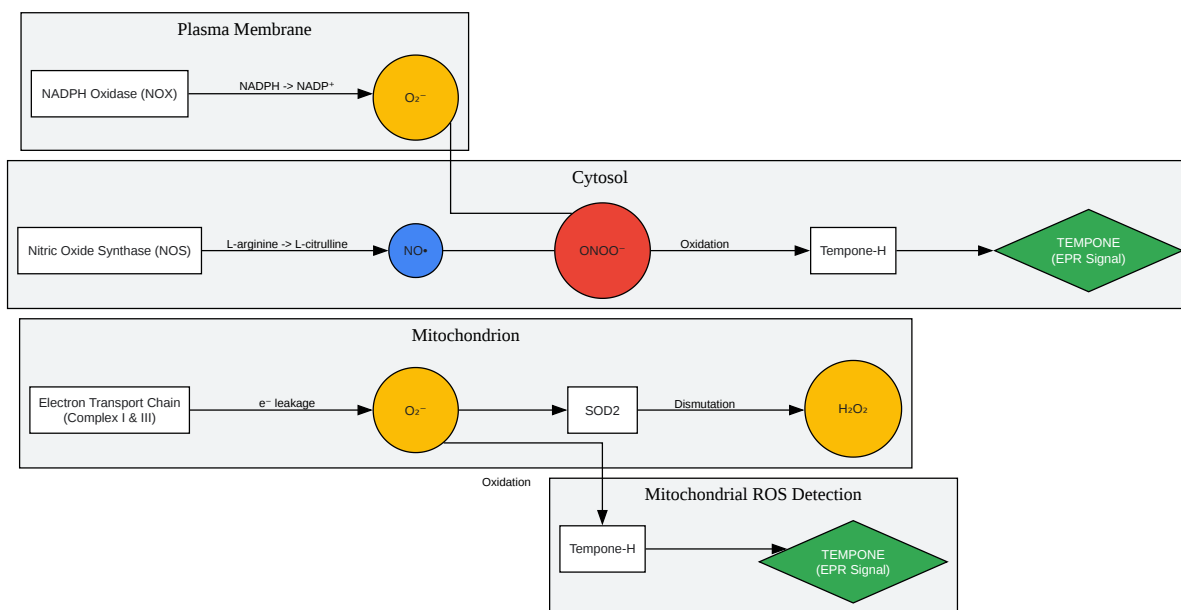 Plasma Membrane
NADPH Oxidase (NOX)
NADPH -> NADP⁺
O₂⁻
Cytosol
Nitric Oxide Synthase (NOS)
L-arginine -> L-citrulline
NO•
ONOO⁻
Oxidation
Tempone-H
TEMPONE
(EPR Signal)
Mitochondrion
Electron Transport Chain
(Complex I & III)
e⁻ leakage
O₂⁻
SOD2
Dismutation
H₂O₂
Oxidation
Mitochondrial ROS Detection
Tempone-H
TEMPONE
(EPR Signal)